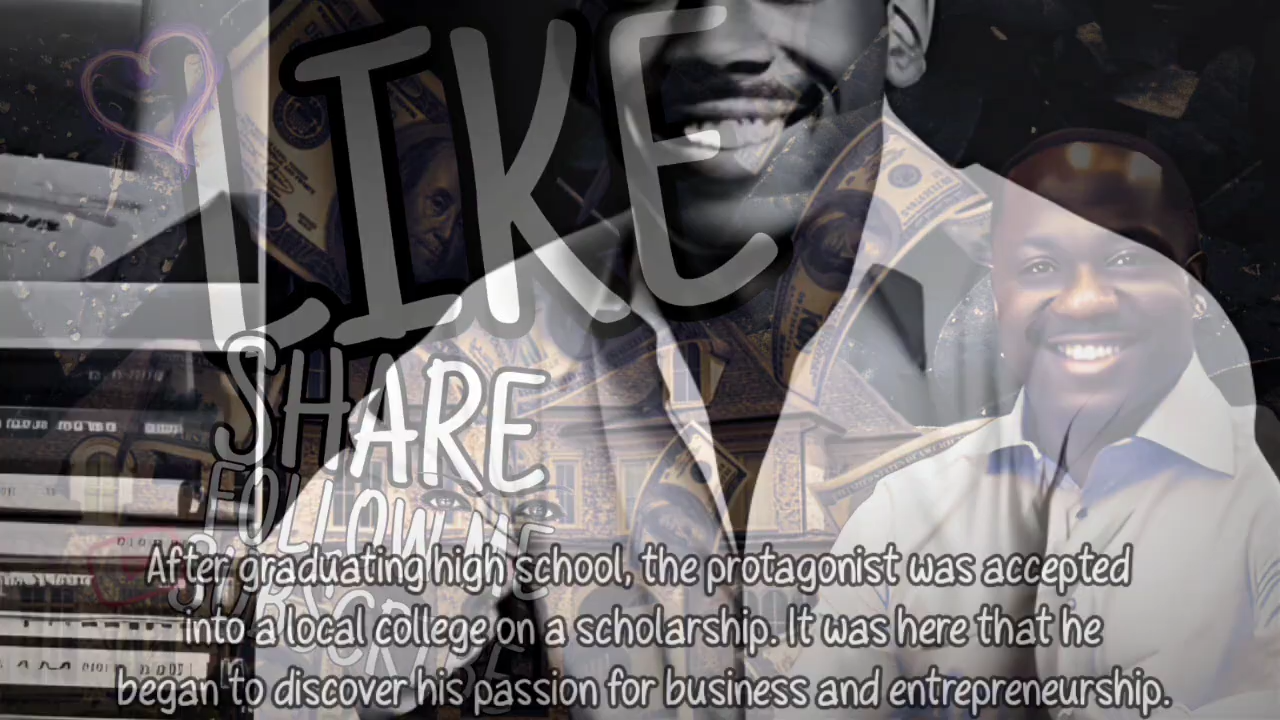 LIKE
SHARE
FOLLOW ME
SUBSCRIBE
After graduating high school, the protagonist was accepted
into a local college on a scholarship. It was here that he
began to discover his passion for business and entrepreneurship.